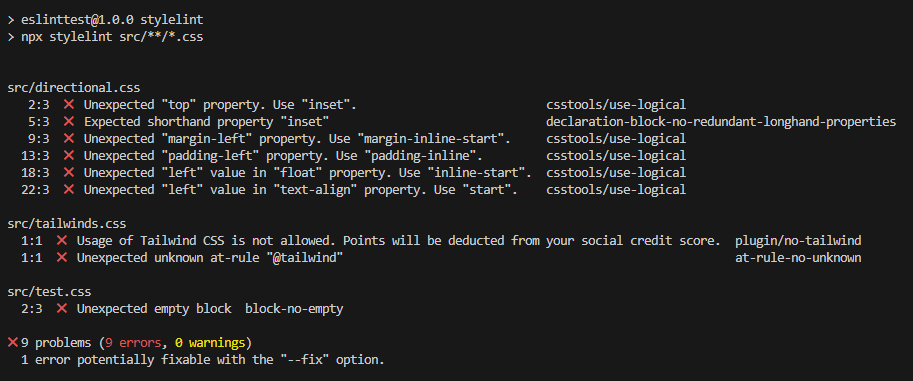 > eslinttest@1.0.0 stylelint
> npx stylelint src/**/*.css
src/directional.css
2:3 ✖ Unexpected "top" property. Use "inset". csstools/use-logical
5:3 ✖ Expected shorthand property "inset" declaration-block-no-redundant-longhand-properties
9:3 ✖ Unexpected "margin-left" property. Use "margin-inline-start". csstools/use-logical
13:3 ✖ Unexpected "padding-left" property. Use "padding-inline". csstools/use-logical
18:3 ✖ Unexpected "left" value in "float" property. Use "inline-start". csstools/use-logical
22:3 ✖ Unexpected "left" value in "text-align" property. Use "start". csstools/use-logical
src/tailwinds.css
1:1 ✖ Usage of Tailwind CSS is not allowed. Points will be deducted from your social credit score. plugin/no-tailwind
1:1 ✖ Unexpected unknown at-rule "@tailwind" at-rule-no-unknown
src/test.css
2:3 ✖ Unexpected empty block block-no-empty
✖ 9 problems (9 errors, 0 warnings)
1 error potentially fixable with the "--fix" option.